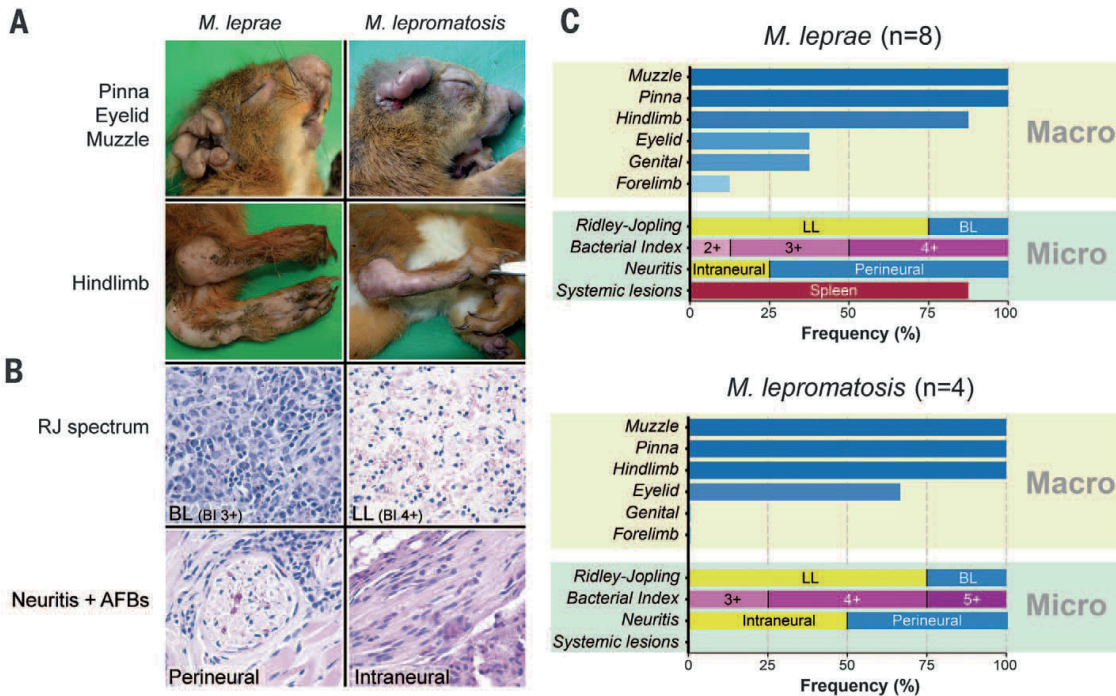 A
M. leprae
M. lepromatosis
Pinna
Eyelid
Muzzle
Hindlimb
B
RJ spectrum
BL (BI 3+)
LL (BI 4+)
Neuritis + AFBs
Perineural
Intraneural
C
M. leprae (n=8)
Muzzle
Pinna
Hindlimb
Eyelid
Genital
Forelimb
Macro
Ridley-Jopling
LL
BL
Bacterial Index
2+
3+
4+
Neuritis
Intraneural
Perineural
Systemic lesions
Spleen
Micro
0
25
50
75
100
Frequency (%)
M. lepromatosis (n=4)
Muzzle
Pinna
Hindlimb
Eyelid
Genital
Forelimb
Macro
Ridley-Jopling
LL
BL
Bacterial Index
3+
4+
5+
Neuritis
Intraneural
Perineural
Systemic lesions
Micro
0
25
50
75
100
Frequency (%)